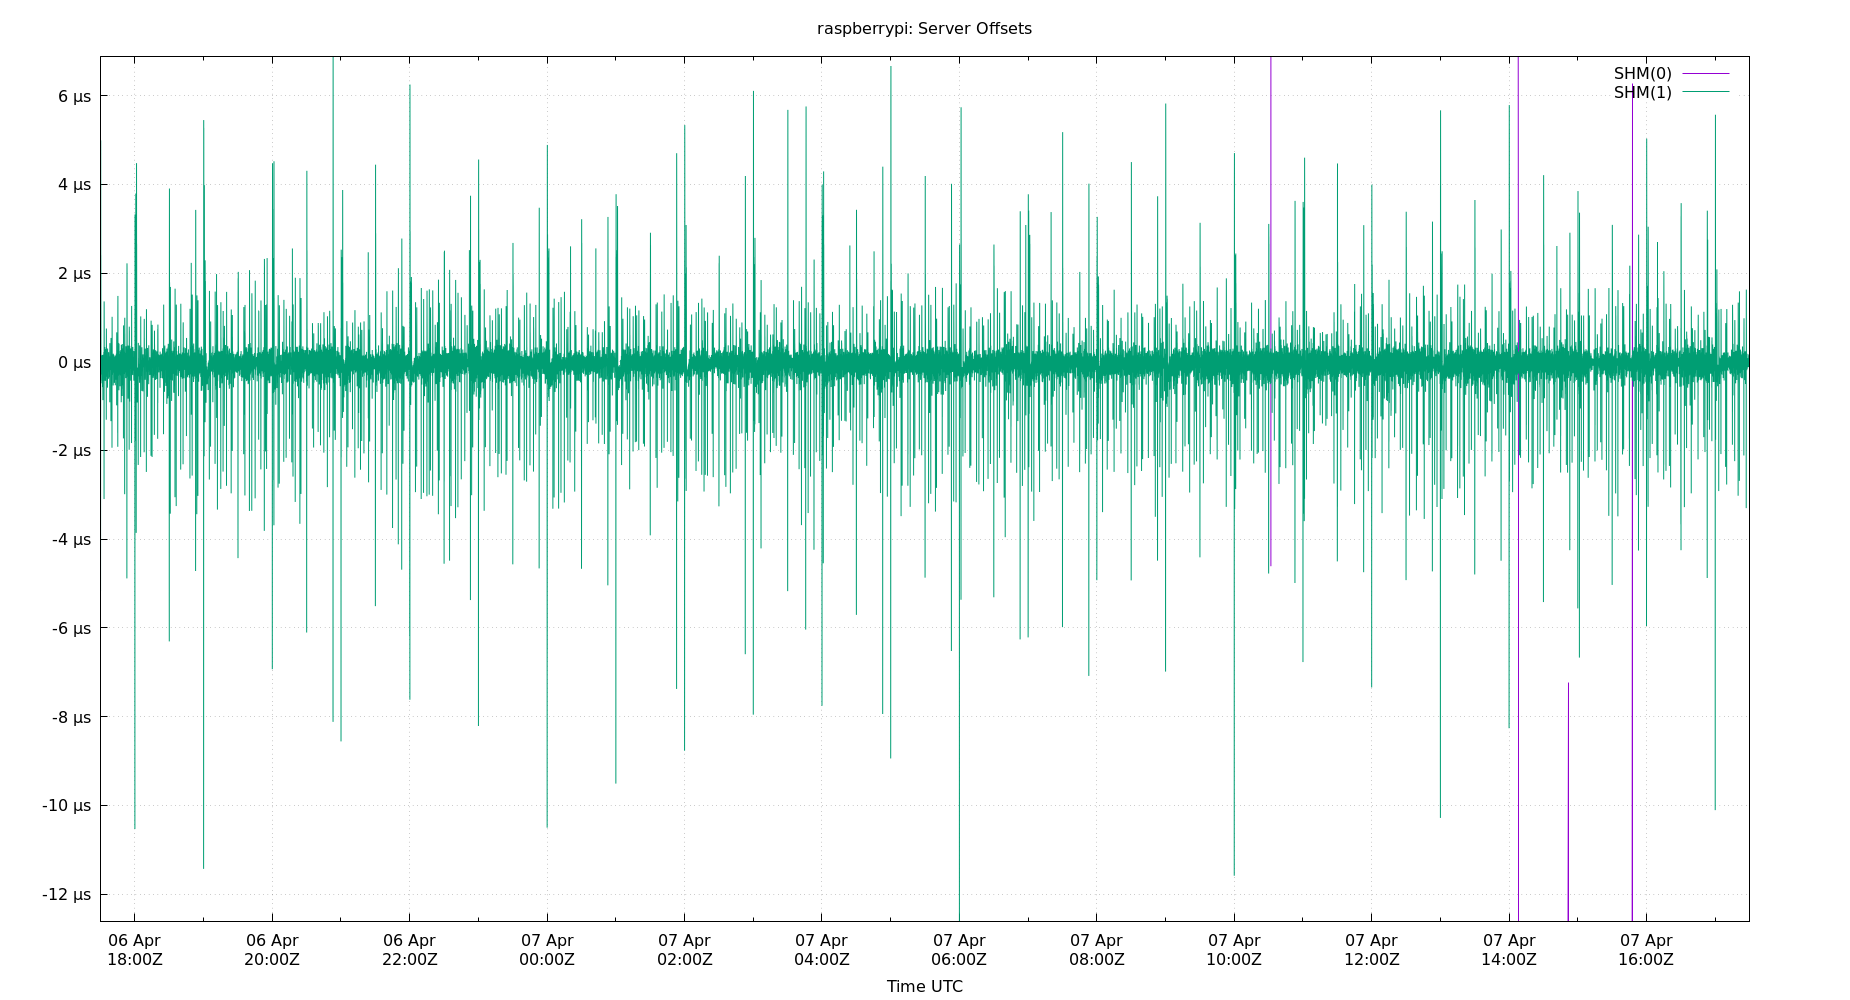 raspberrypi: Server Offsets
SHM(0)
SHM(1)
6 µs
4 µs
2 µs
0 µs
-2 µs
-4 µs
-6 µs
-8 µs
-10 µs
-12 µs
06 Apr 06 Apr 06 Apr 07 Apr 07 Apr 07 Apr 07 Apr 07 Apr 07 Apr 07 Apr 07 Apr 07 Apr
18:00Z 20:00Z 22:00Z 00:00Z 02:00Z 04:00Z 06:00Z 08:00Z 10:00Z 12:00Z 14:00Z 16:00Z
Time UTC